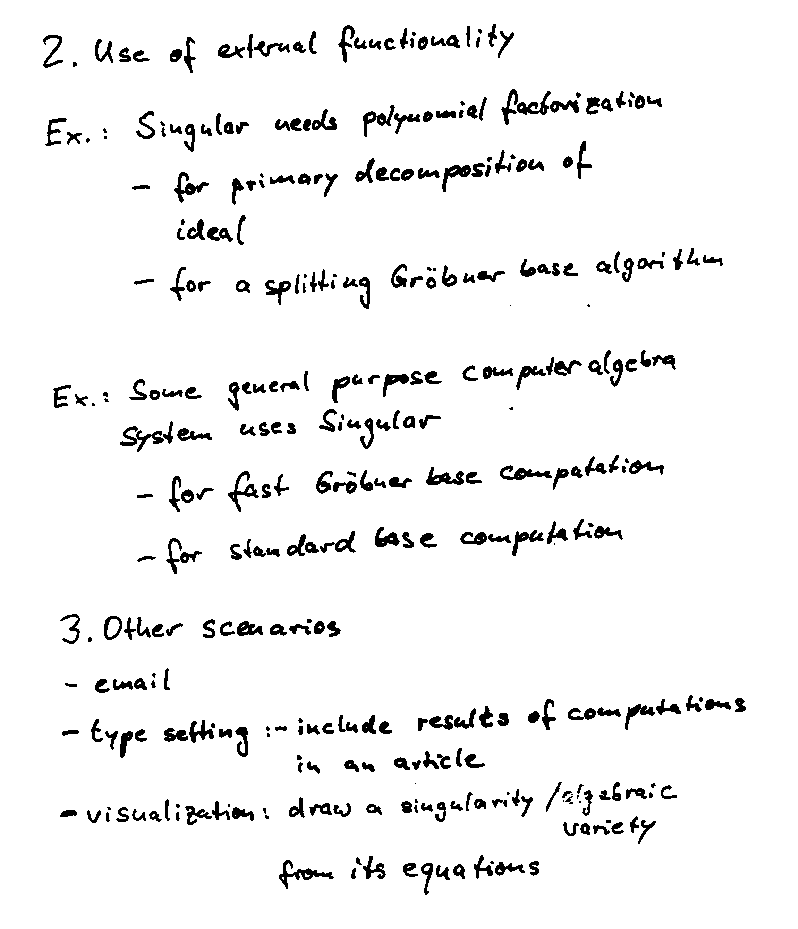 2. Use of external functionality
Ex.: Singular needs polynomial factorization
- for primary decomposition of
ideal
- for a splitting Gröbner base algorithm
Ex.: Some general purpose computer algebra
System uses Singular
- for fast Gröbner base computation
- for standard base computation
3. Other scenarios
- email
- type setting :- include results of computations
in an article
- visualization: draw a singularity / algebraic
variety
from its equations